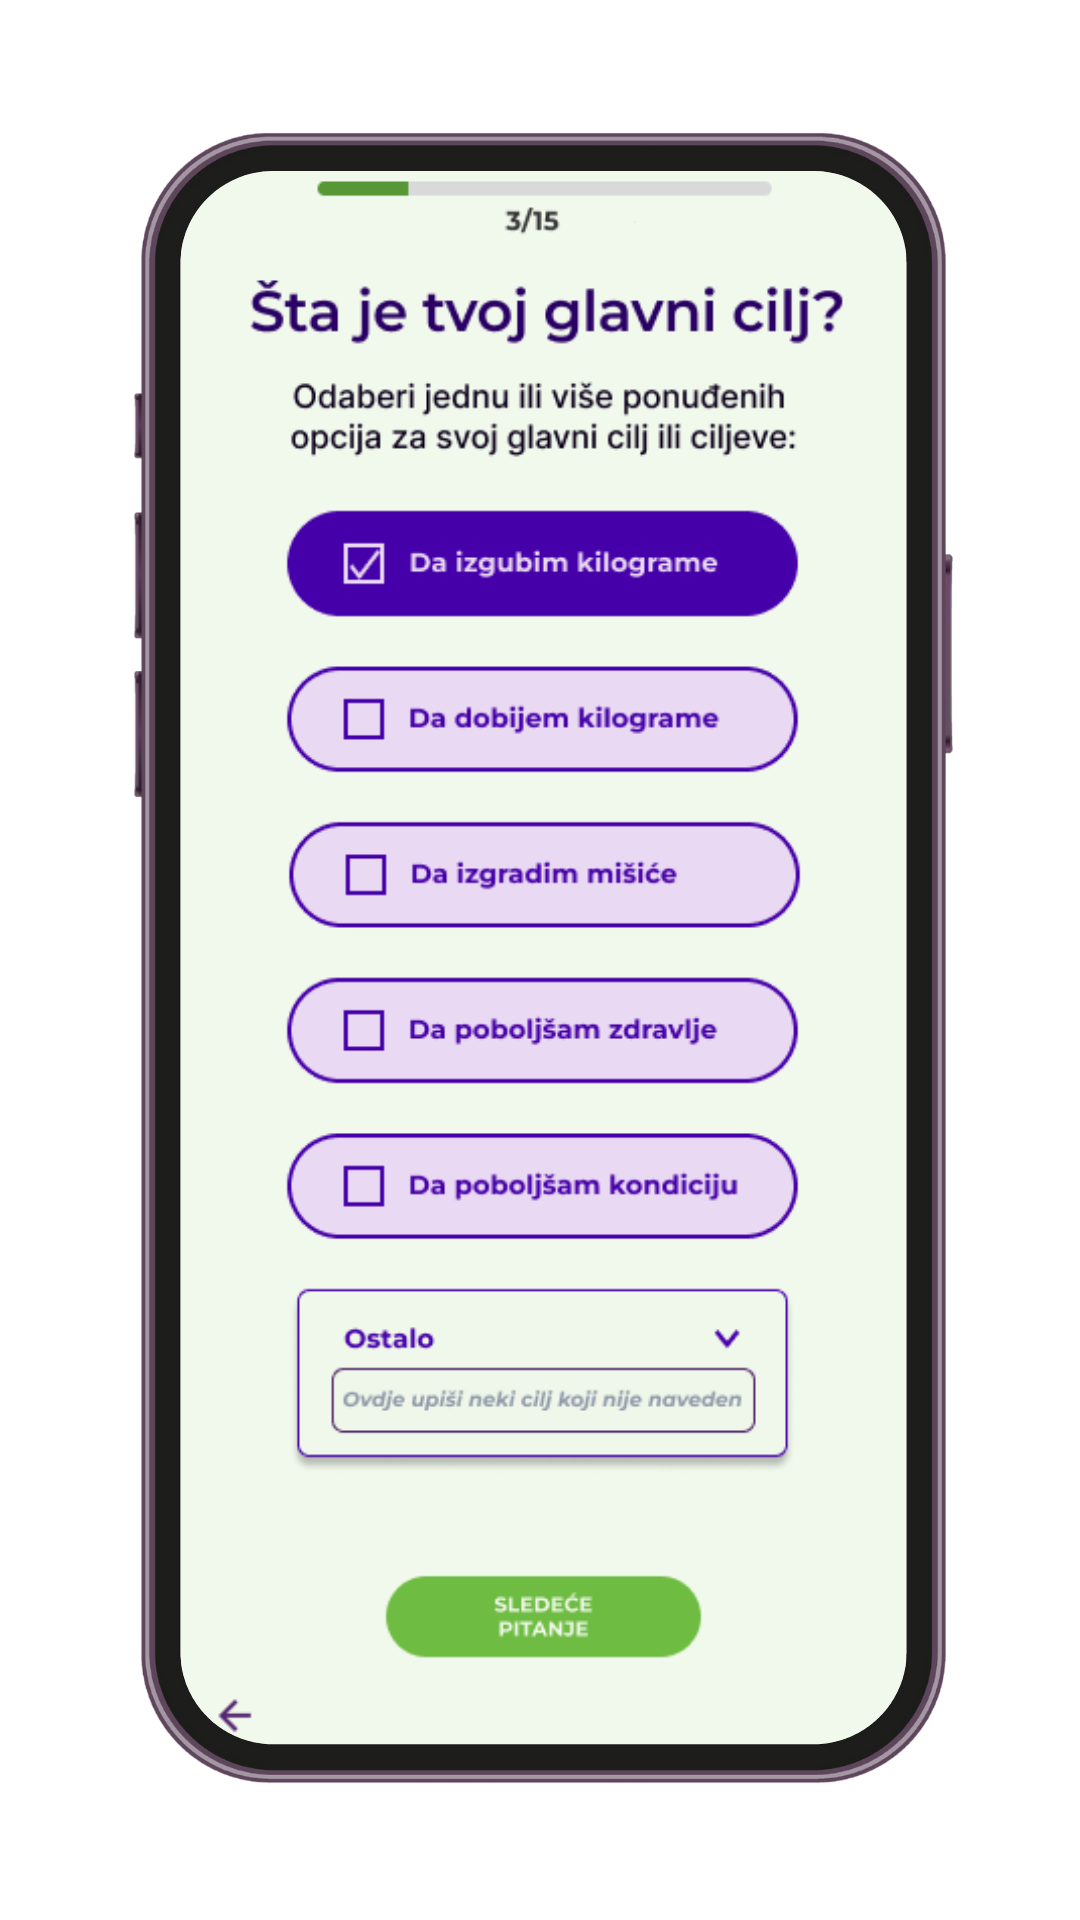 3/15
Šta je tvoj glavni cilj?
Odaberi jednu ili više ponuđenih
opcija za svoj glavni cilj ili ciljeve:
Da izgubim kilograme
Da dobijem kilograme
Da izgradim mišiće
Da poboljšam zdravlje
Da poboljšam kondiciju
Ostalo
Ovdje upiši neki cilj koji nije naveden
SLEDEĆE
PITANJE